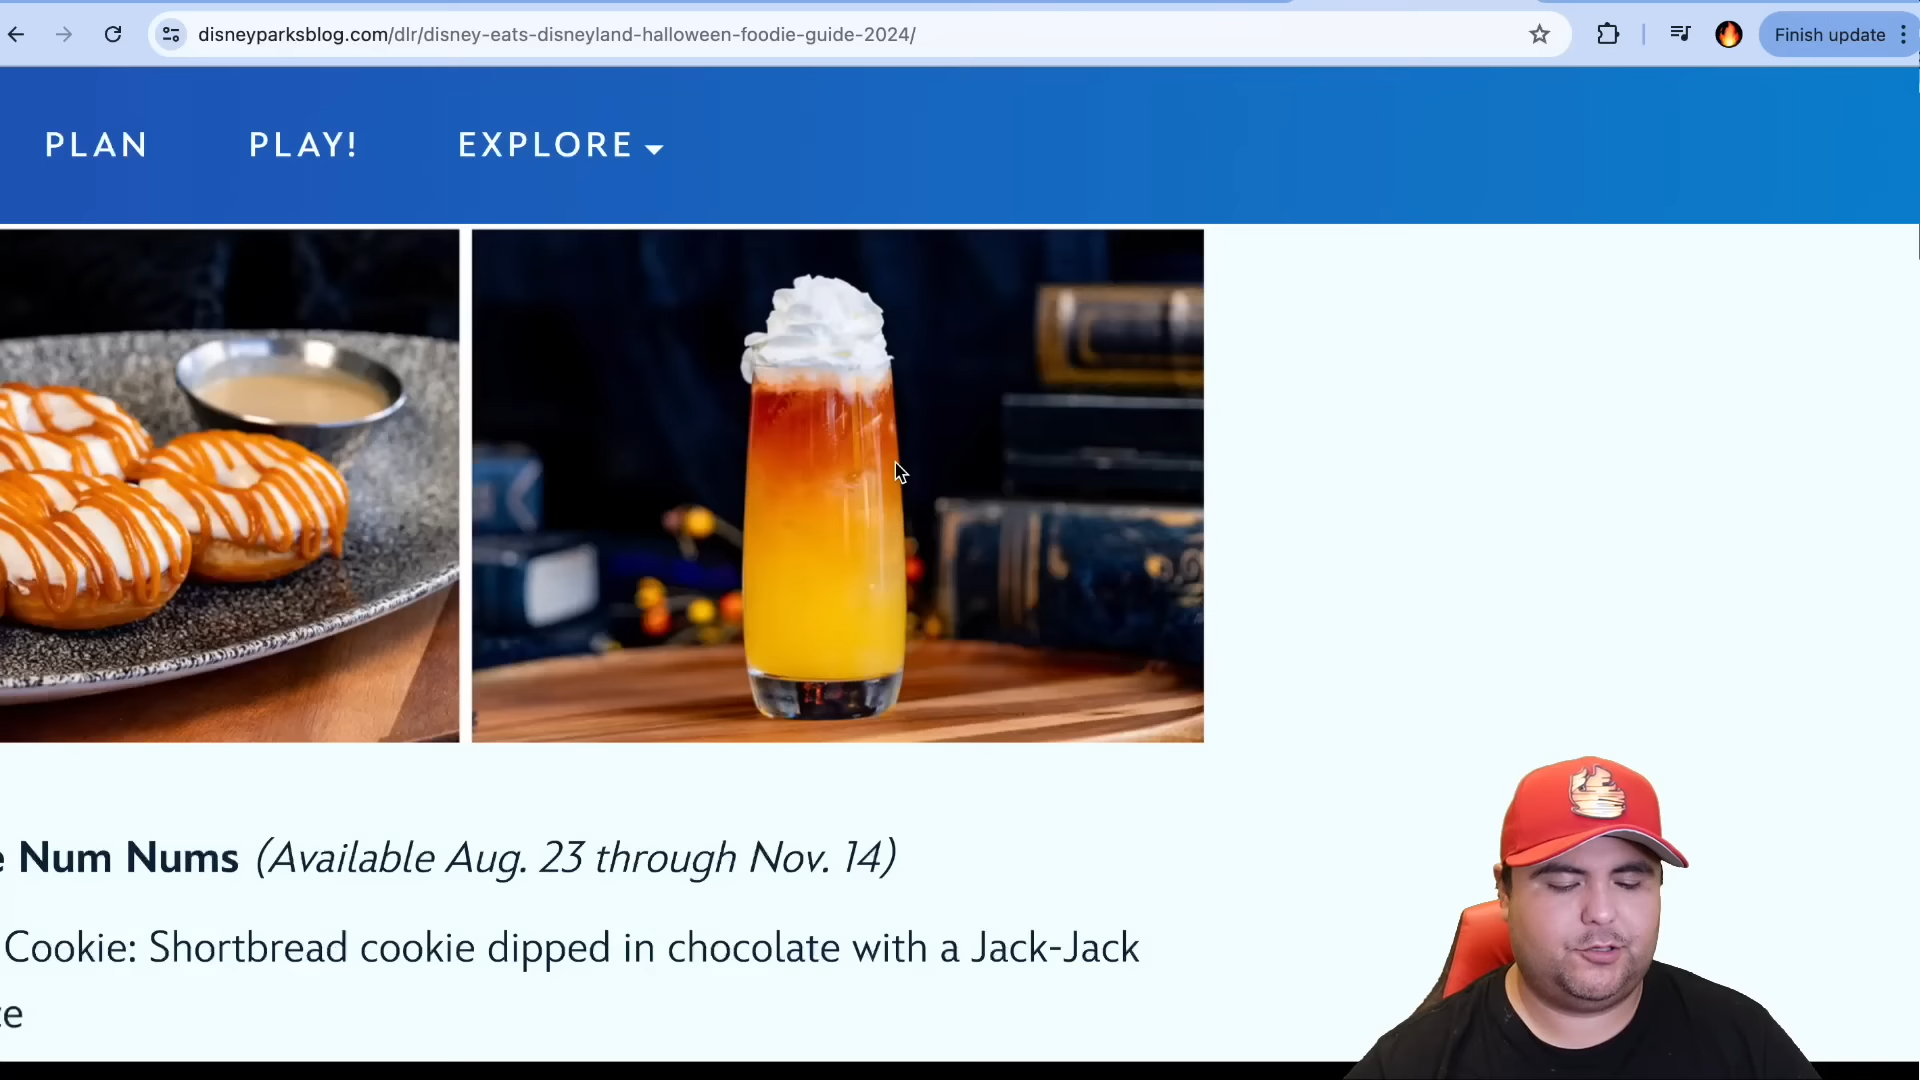 disneyparksblog.com/dlr/disney-eats-disneyland-halloween-foodie-guide-2024/
Finish update
PLAN PLAY! EXPLORE
Num Nums (Available Aug. 23 through Nov. 14)
Cookie: Shortbread cookie dipped in chocolate with a Jack-Jack